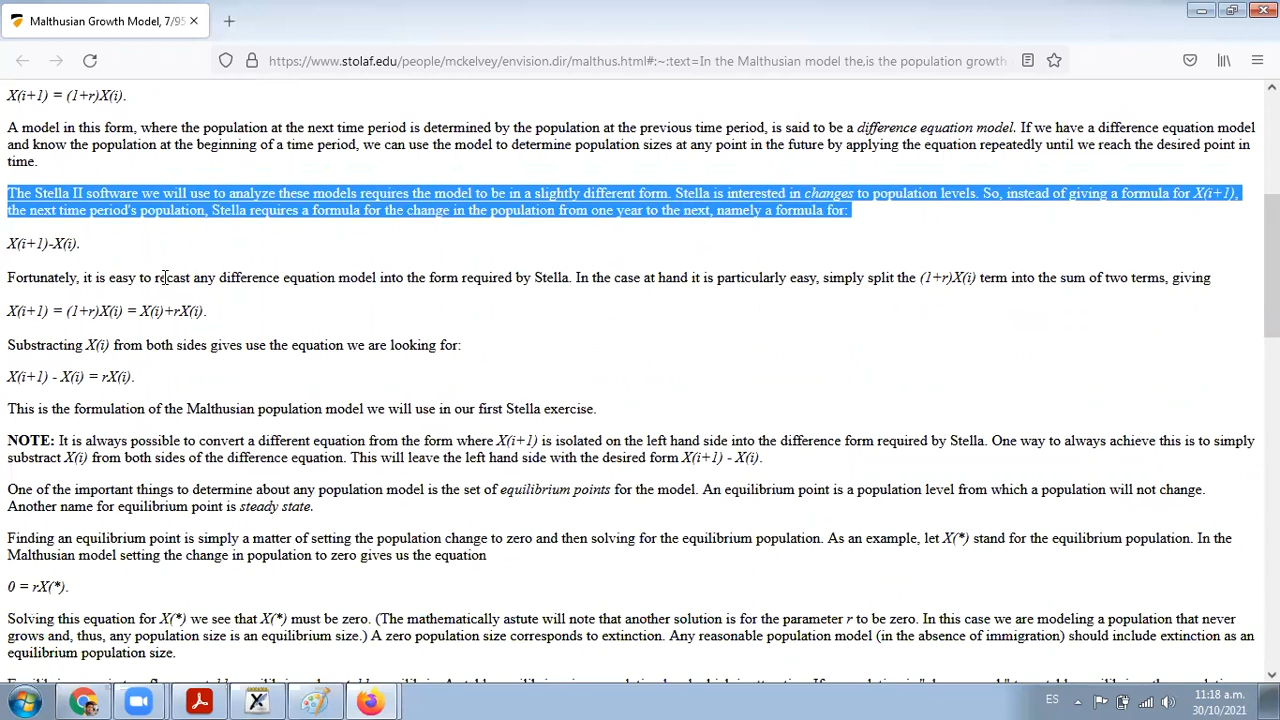 Malthusian Growth Model, 7/95
https://www.stolaf.edu/people/mckelvey/envision.dir/malthus.html#:~:text=In the Malthusian model the,is the population growth
X(i+1) = (1+r)X(i).
A model in this form, where the population at the next time period is determined by the population at the previous time period, is said to be a difference equation model. If we have a difference equation model
and know the population at the beginning of a time period, we can use the model to determine population sizes at any point in the future by applying the equation repeatedly until we reach the desired point in
time.
The Stella II software we will use to analyze these models requires the model to be in a slightly different form. Stella is interested in changes to population levels. So, instead of giving a formula for X(i+1),
the next time period's population, Stella requires a formula for the change in the population from one year to the next, namely a formula for:
X(i+1)-X(i).
Fortunately, it is easy to recast any difference equation model into the form required by Stella. In the case at hand it is particularly easy, simply split the (1+r)X(i) term into the sum of two terms, giving
X(i+1) = (1+r)X(i) = X(i)+rX(i).
Substracting X(i) from both sides gives use the equation we are looking for:
X(i+1) - X(i) = rX(i).
This is the formulation of the Malthusian population model we will use in our first Stella exercise.
NOTE: It is always possible to convert a different equation from the form where X(i+1) is isolated on the left hand side into the difference form required by Stella. One way to always achieve this is to simply
substract X(i) from both sides of the difference equation. This will leave the left hand side with the desired form X(i+1) - X(i).
One of the important things to determine about any population model is the set of equilibrium points for the model. An equilibrium point is a population level from which a population will not change.
Another name for equilibrium point is steady state.
Finding an equilibrium point is simply a matter of setting the population change to zero and then solving for the equilibrium population. As an example, let X(*) stand for the equilibrium population. In the
Malthusian model setting the change in population to zero gives us the equation
0 = rX(*).
Solving this equation for X(*) we see that X(*) must be zero. (The mathematically astute will note that another solution is for the parameter r to be zero. In this case we are modeling a population that never
grows and, thus, any population size is an equilibrium size.) A zero population size corresponds to extinction. Any reasonable population model (in the absence of immigration) should include extinction as an
equilibrium population size.
ES
11:18 a.m.
30/10/2021